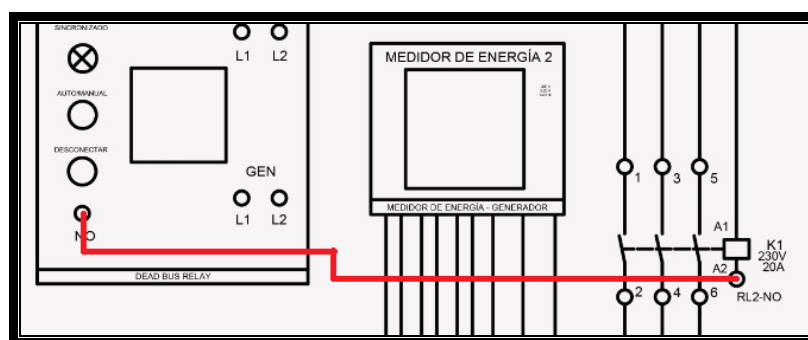 SINCRONIZADO
L1 L2
AUTO/MANUAL
DESCONECTAR
GEN
L1 L2
NO
DEAD BUS RELAY
MEDIDOR DE ENERGÍA 2
MEDIDOR DE ENERGÍA - GENERADOR
1 3 5
A1
K1
230V
20A
A2
2 4 6
RL2-NO